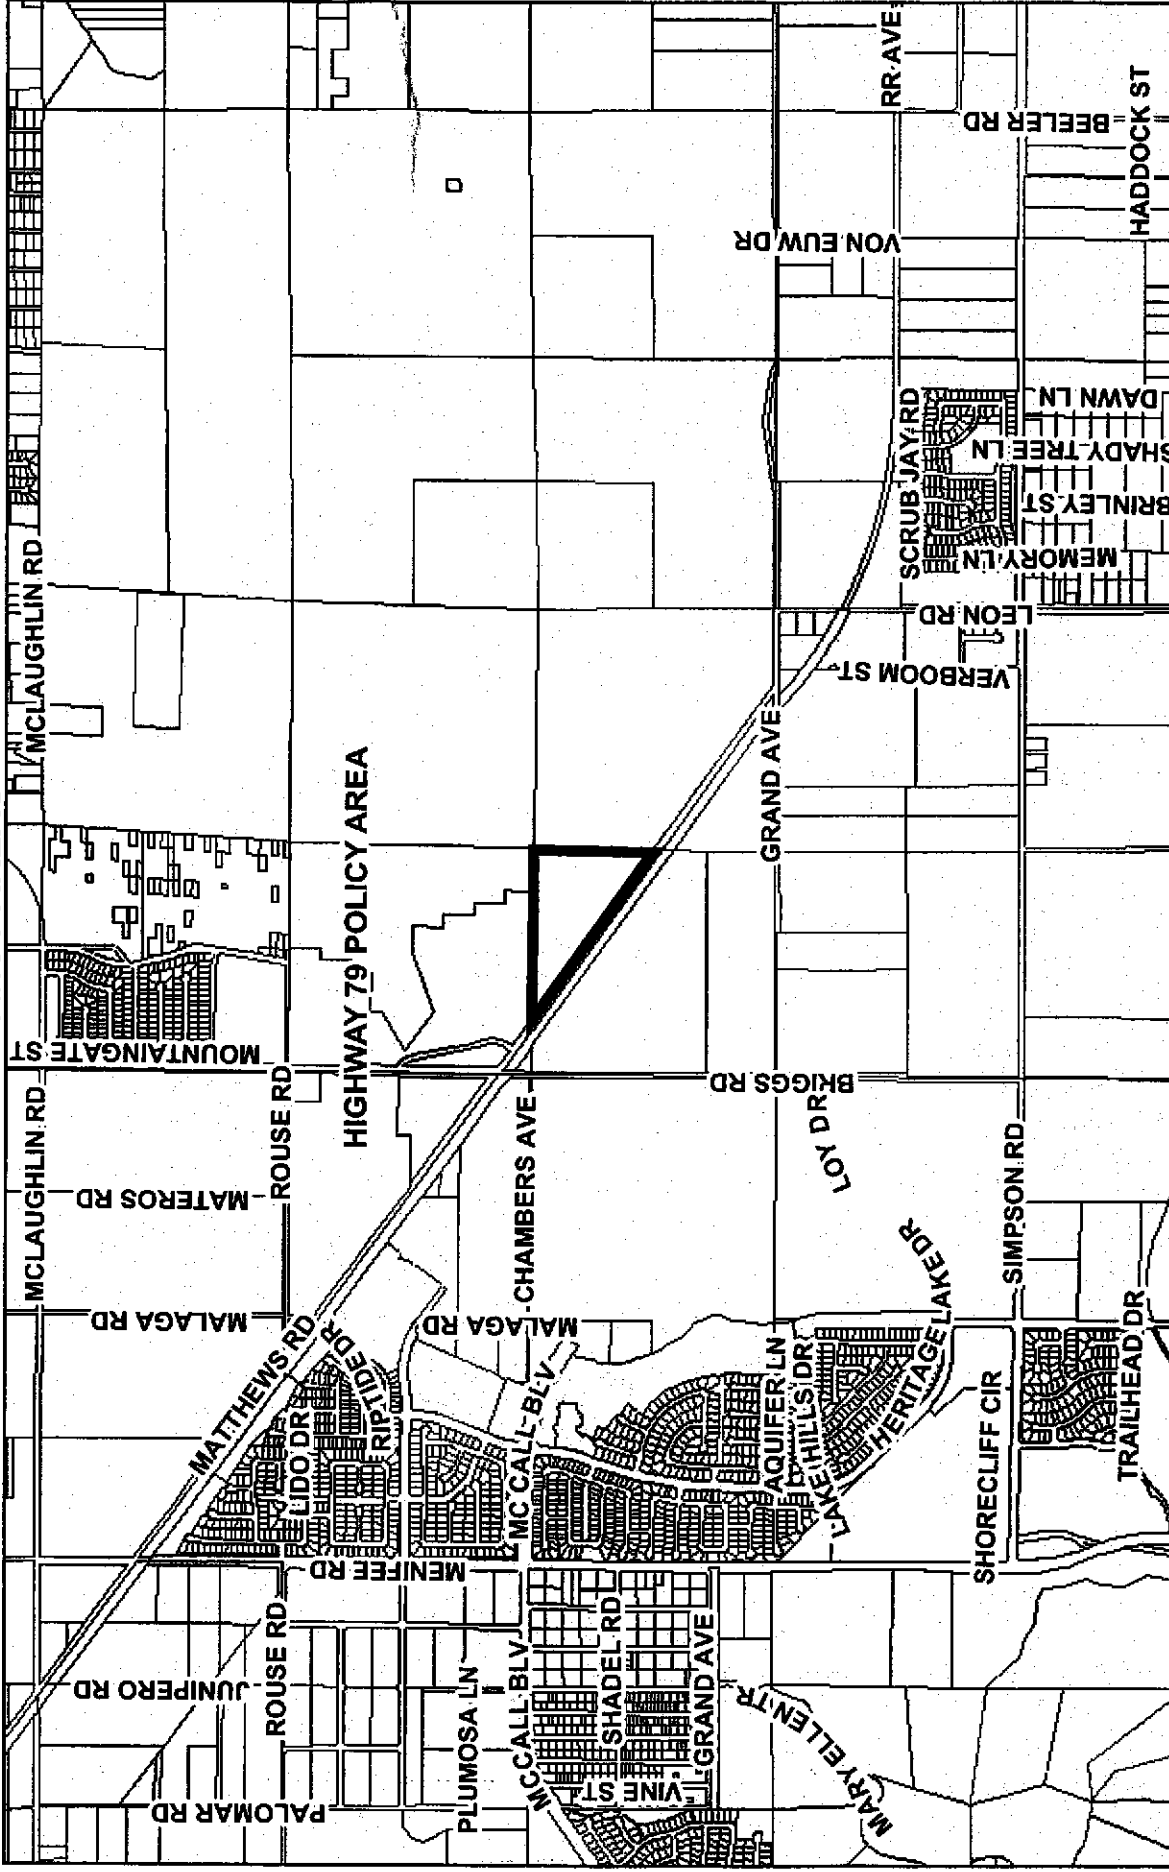 MCLAUGHLIN RD
MCLAUGHLIN RD
PALOMAR RD
JUNIPERO RD
MALAGA RD
MATEROS RD
MOUNTAINGATE ST
ROUSE RD
ROUSE RD
MATTHEWS RD
LIDO DR
RIPTIDE DR
MENIFEE RD
HIGHWAY 79 POLICY AREA
PLUMOSA LN
MALAGA RD
MC CALL BLV
MC CALL BLV
CHAMBERS AVE
VINE ST
SHADEL RD
GRAND AVE
MARY ELLEN TR
AQUIFER LN
LAKE HILLS DR
HERITAGE LAKE DR
LOY DR
BRIGGS RD
GRAND AVE
VERBOOM ST
LEON RD
VON EUW DR
RR AVE
SCRUB JAY RD
BEELER RD
HADDOCK ST
DAWN LN
SHADY TREE LN
BRINLEY ST
MEMORY LN
SIMPSON RD
SHORECLIFF CIR
TRAILHEAD DR